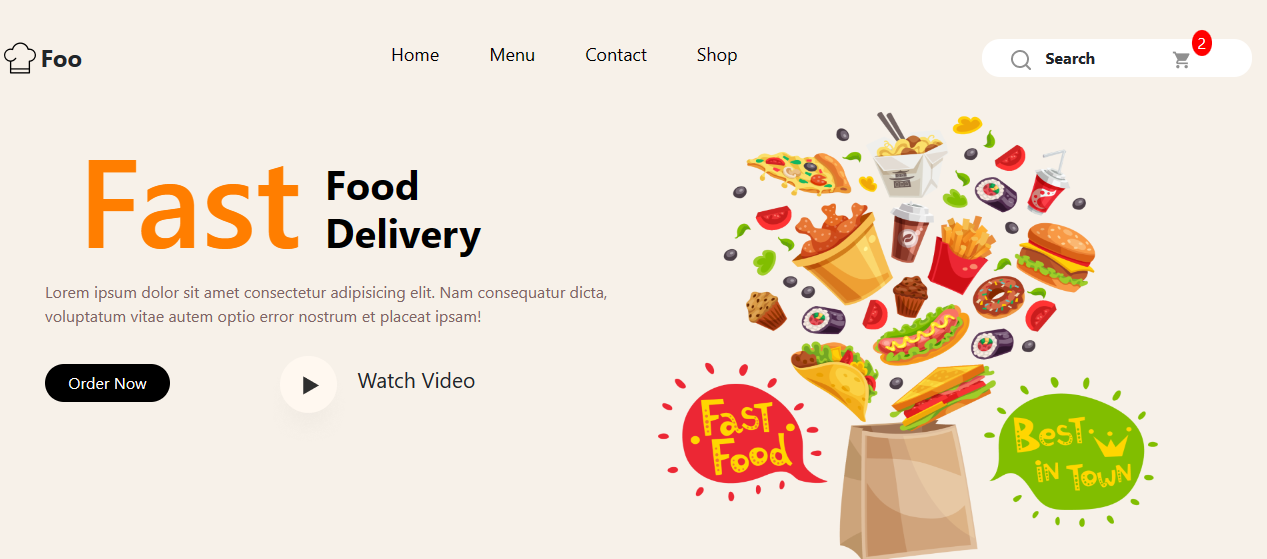 Foo
Home Menu Contact Shop
Search
2
Fast
Food
Delivery
Lorem ipsum dolor sit amet consectetur adipisicing elit. Nam consequatur dicta,
voluptatum vitae autem optio error nostrum et placeat ipsam!
Order Now
Watch Video
FAST
FOOD
BEST
IN TOWN